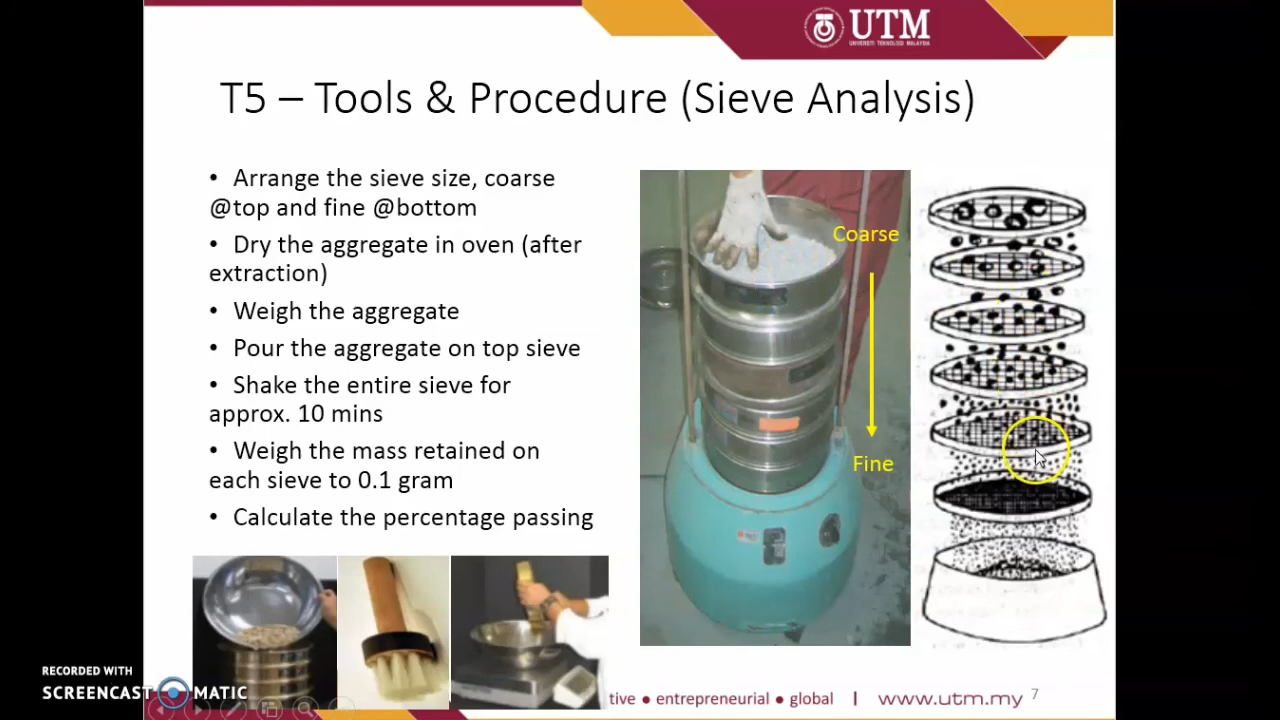 UTM
UNIVERSITI TEKNOLOGI MALAYSIA
T5 – Tools & Procedure (Sieve Analysis)
• Arrange the sieve size, coarse
@top and fine @bottom
• Dry the aggregate in oven (after
extraction)
• Weigh the aggregate
• Pour the aggregate on top sieve
• Shake the entire sieve for
approx. 10 mins
• Weigh the mass retained on
each sieve to 0.1 gram
• Calculate the percentage passing
Coarse
Fine
RECORDED WITH
SCREENCAST MATIC
tive ● entrepreneurial ● global | www.utm.my 7